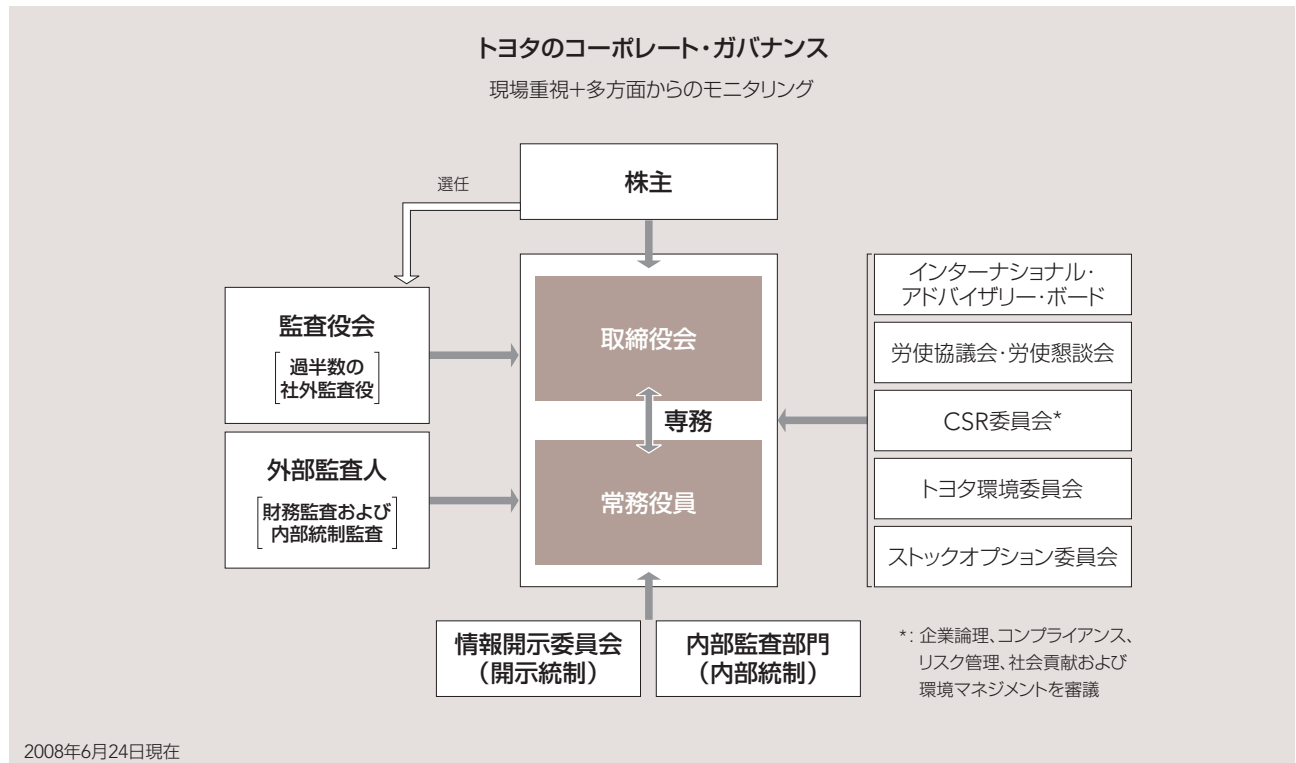 トヨタのコーポレート・ガバナンス
現場重視+多方面からのモニタリング
選任
株主
監査役会
過半数の
社外監査役
外部監査人
財務監査および
内部統制監査
取締役会
専務
常務役員
インターナショナル・
アドバイザリー・ボード
労使協議会・労使懇談会
CSR委員会*
トヨタ環境委員会
ストックオプション委員会
情報開示委員会
（開示統制）
内部監査部門
（内部統制）
*: 企業論理、コンプライアンス、
リスク管理、社会貢献および
環境マネジメントを審議
2008年6月24日現在